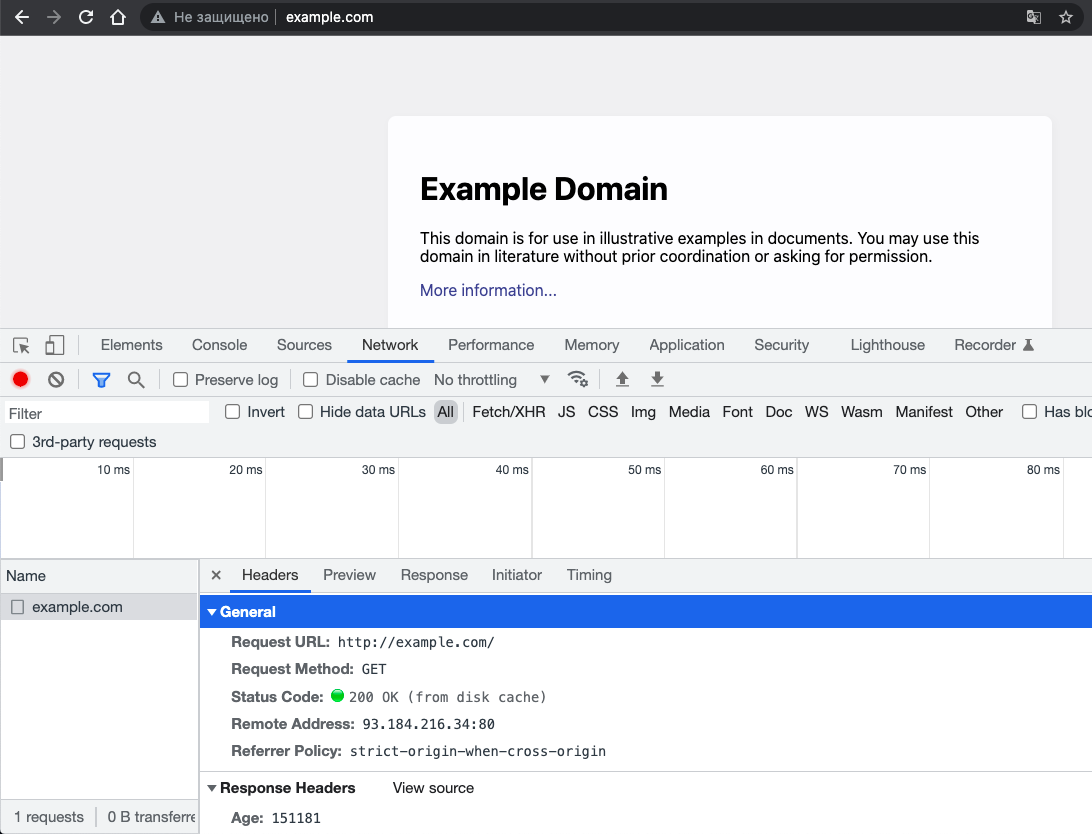 Не защищено example.com
Example Domain
This domain is for use in illustrative examples in documents. You may use this
domain in literature without prior coordination or asking for permission.
More information...
Elements Console Sources Network Performance Memory Application Security Lighthouse Recorder
Preserve log Disable cache No throttling
Filter Invert Hide data URLs All Fetch/XHR JS CSS Img Media Font Doc WS Wasm Manifest Other Has blo
3rd-party requests
10 ms 20 ms 30 ms 40 ms 50 ms 60 ms 70 ms 80 ms
Name Headers Preview Response Initiator Timing
example.com
General
Request URL: http://example.com/
Request Method: GET
Status Code: 200 OK (from disk cache)
Remote Address: 93.184.216.34:80
Referrer Policy: strict-origin-when-cross-origin
Response Headers View source
1 requests 0 B transferre
Age: 151181